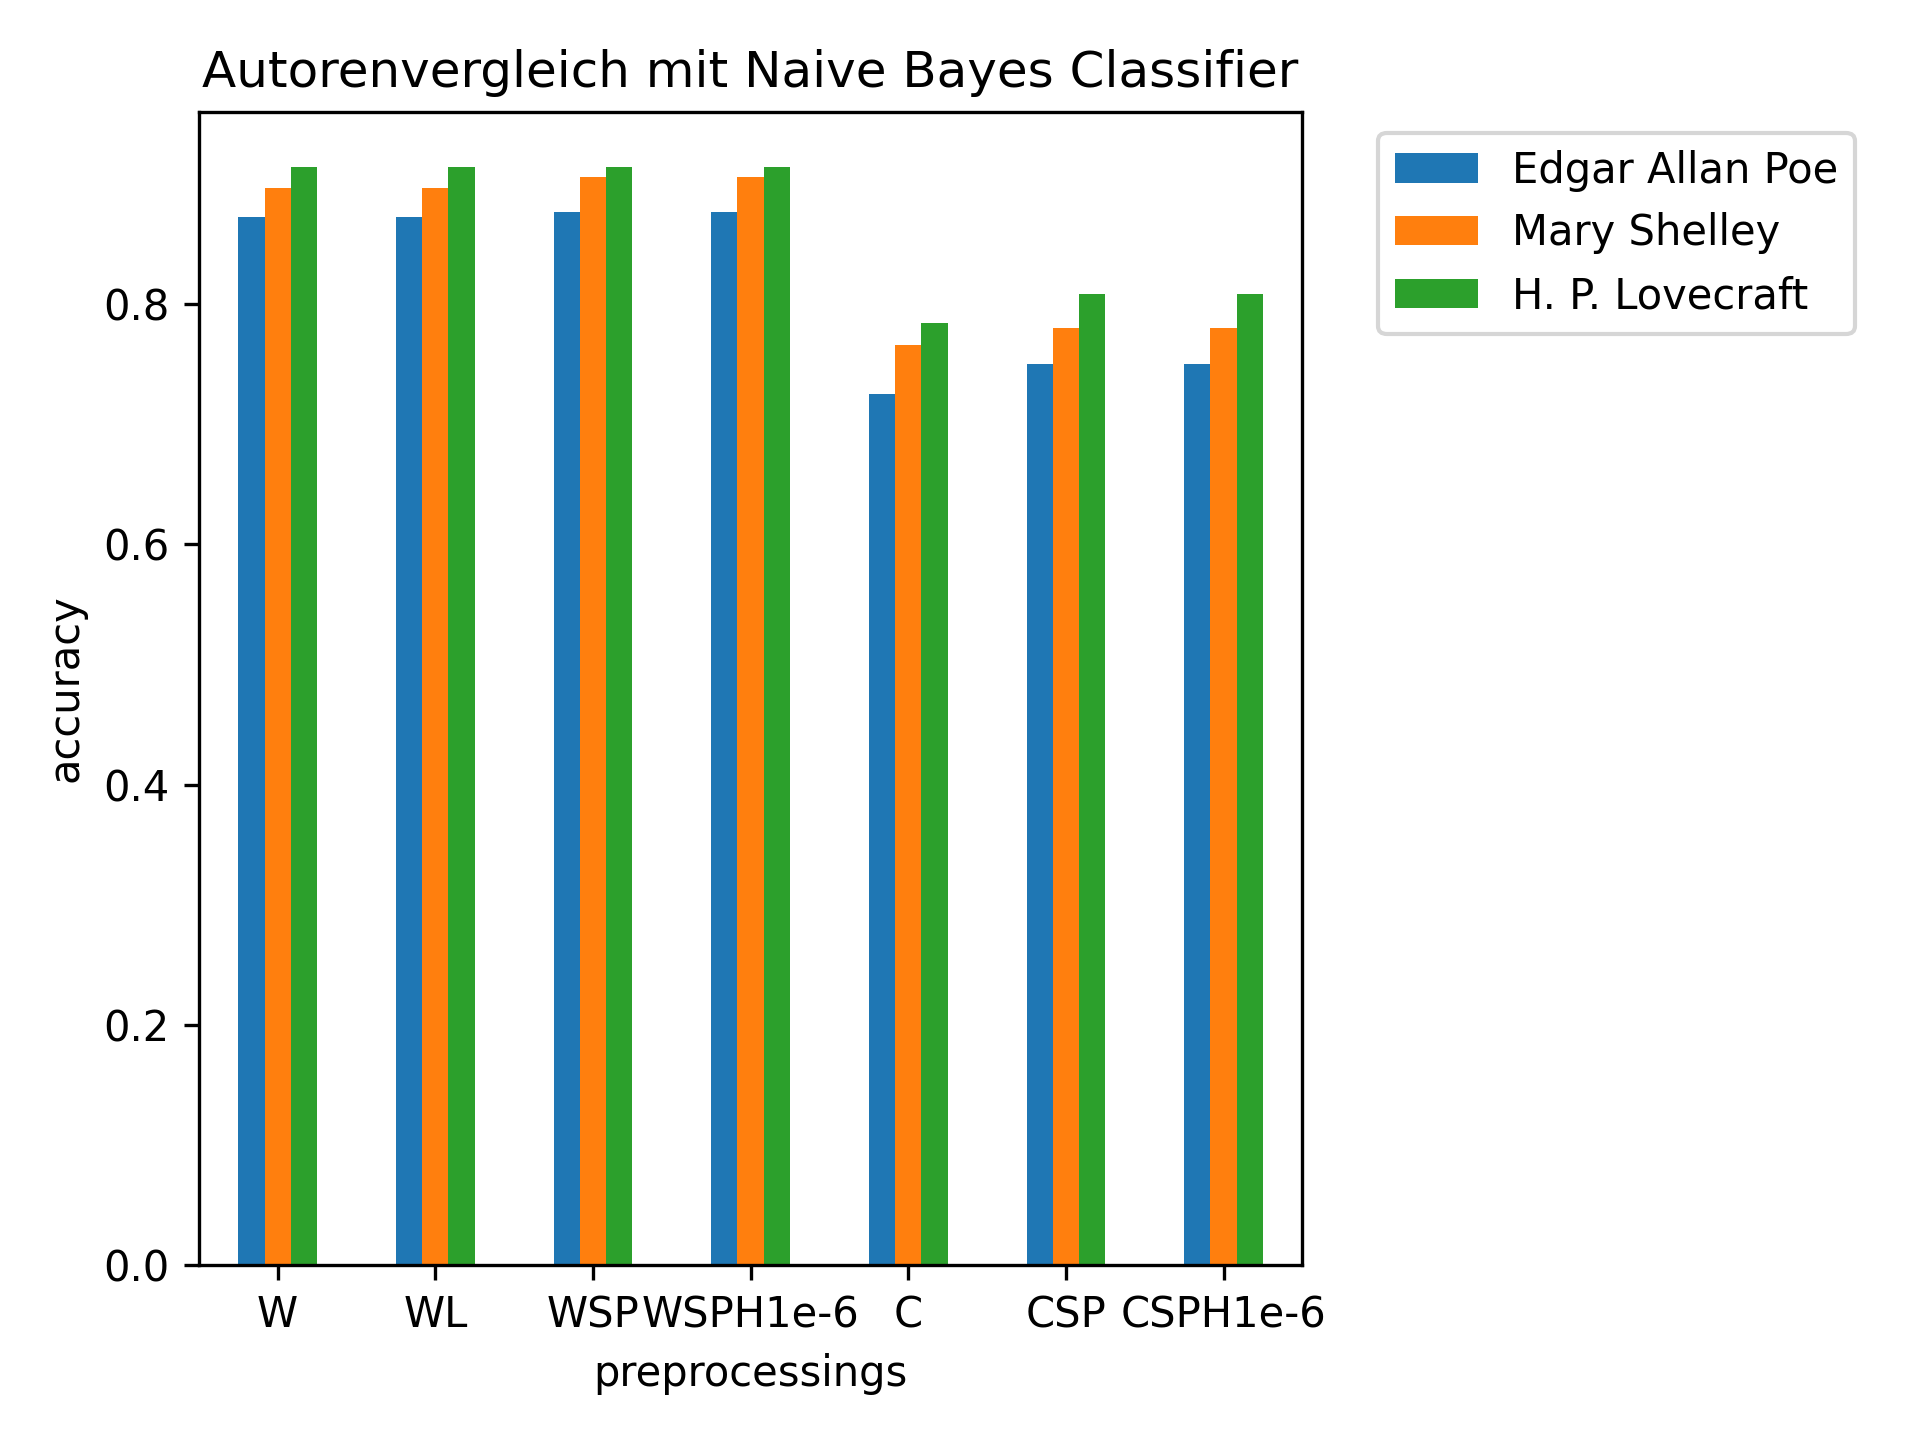 Autorenvergleich mit Naive Bayes Classifier
Edgar Allan Poe
Mary Shelley
H. P. Lovecraft
accuracy
0.8
0.6
0.4
0.2
0.0
W WL WSP WSPH1e-6 C CSP CSPH1e-6
preprocessings